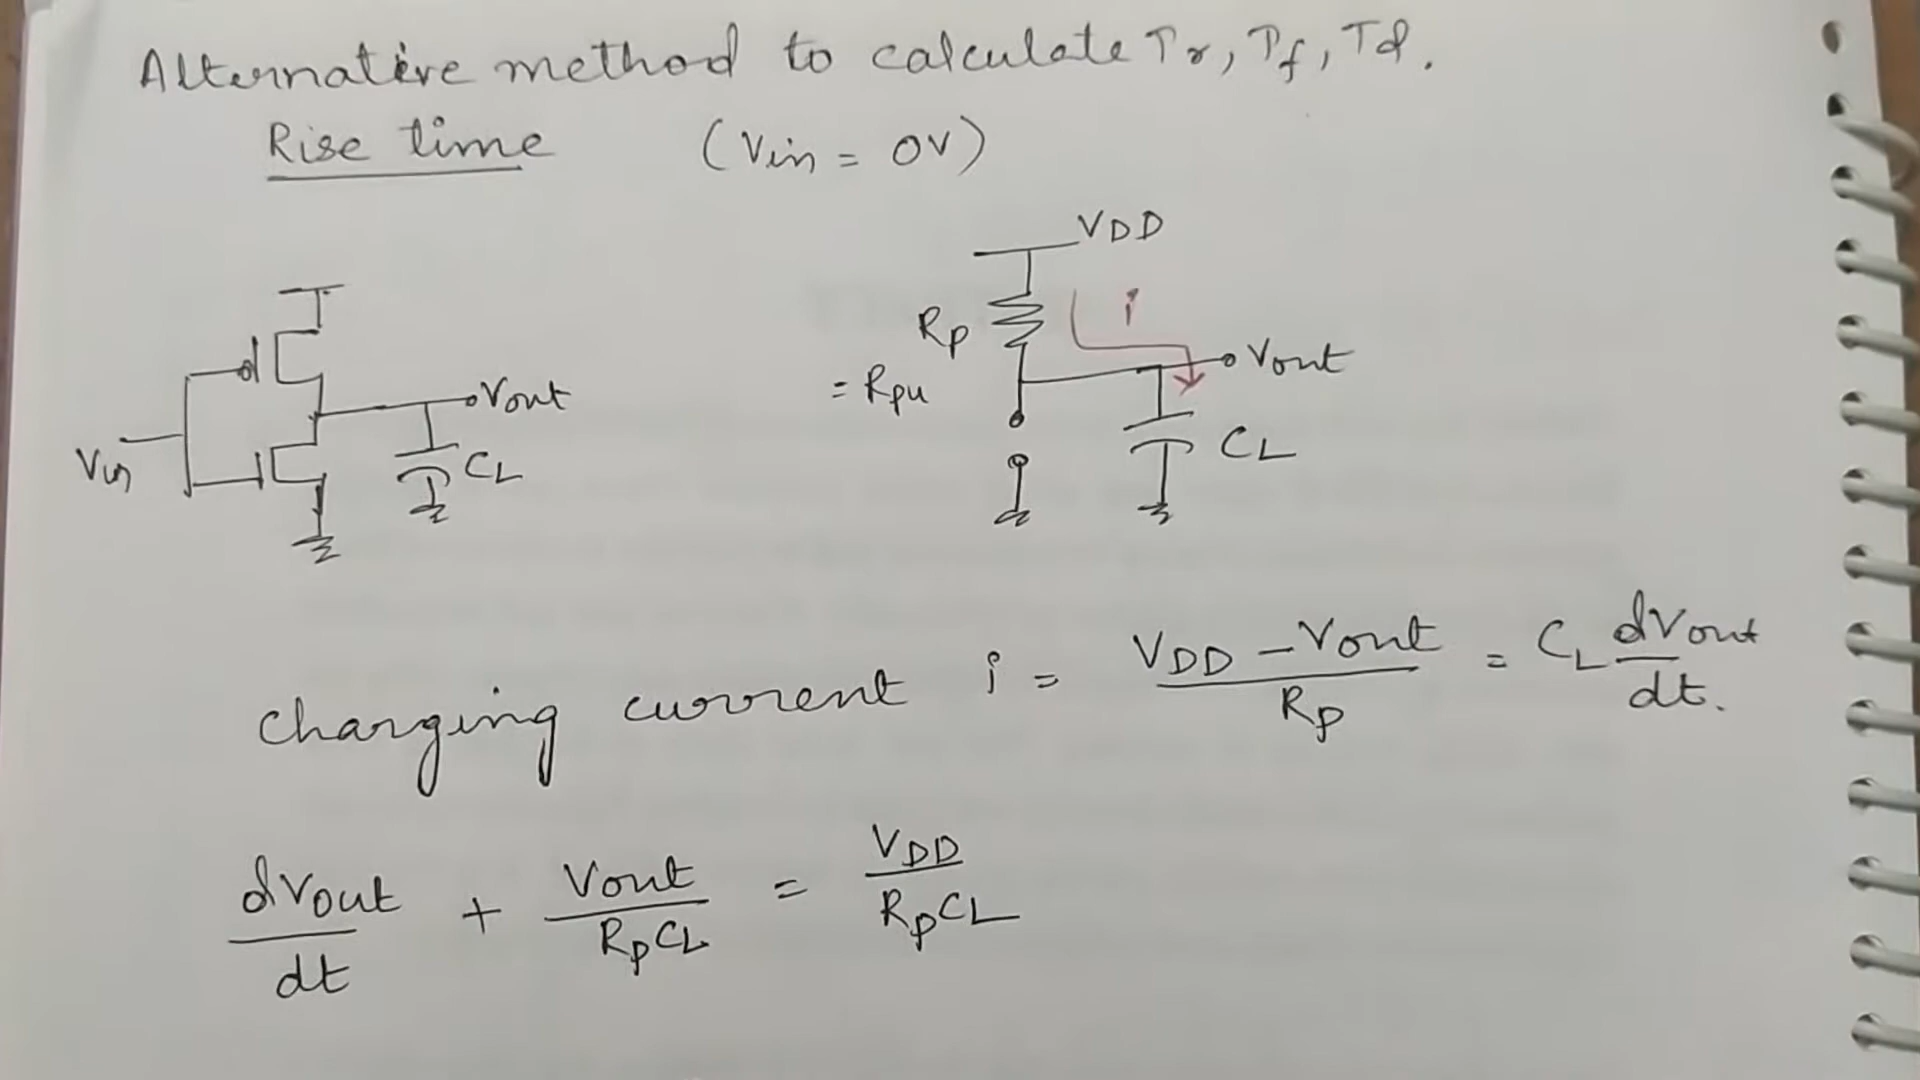 Alternative method to calculate Tr, Tf, Td.
Rise time (Vin = 0V)
VDD
Rp
i
Vout
= Rpu
CL
Vout
Vin
CL
charging current i = VDD - Vout / Rp = CL dVout / dt.
dVout / dt + Vout / RpCL = VDD / RpCL